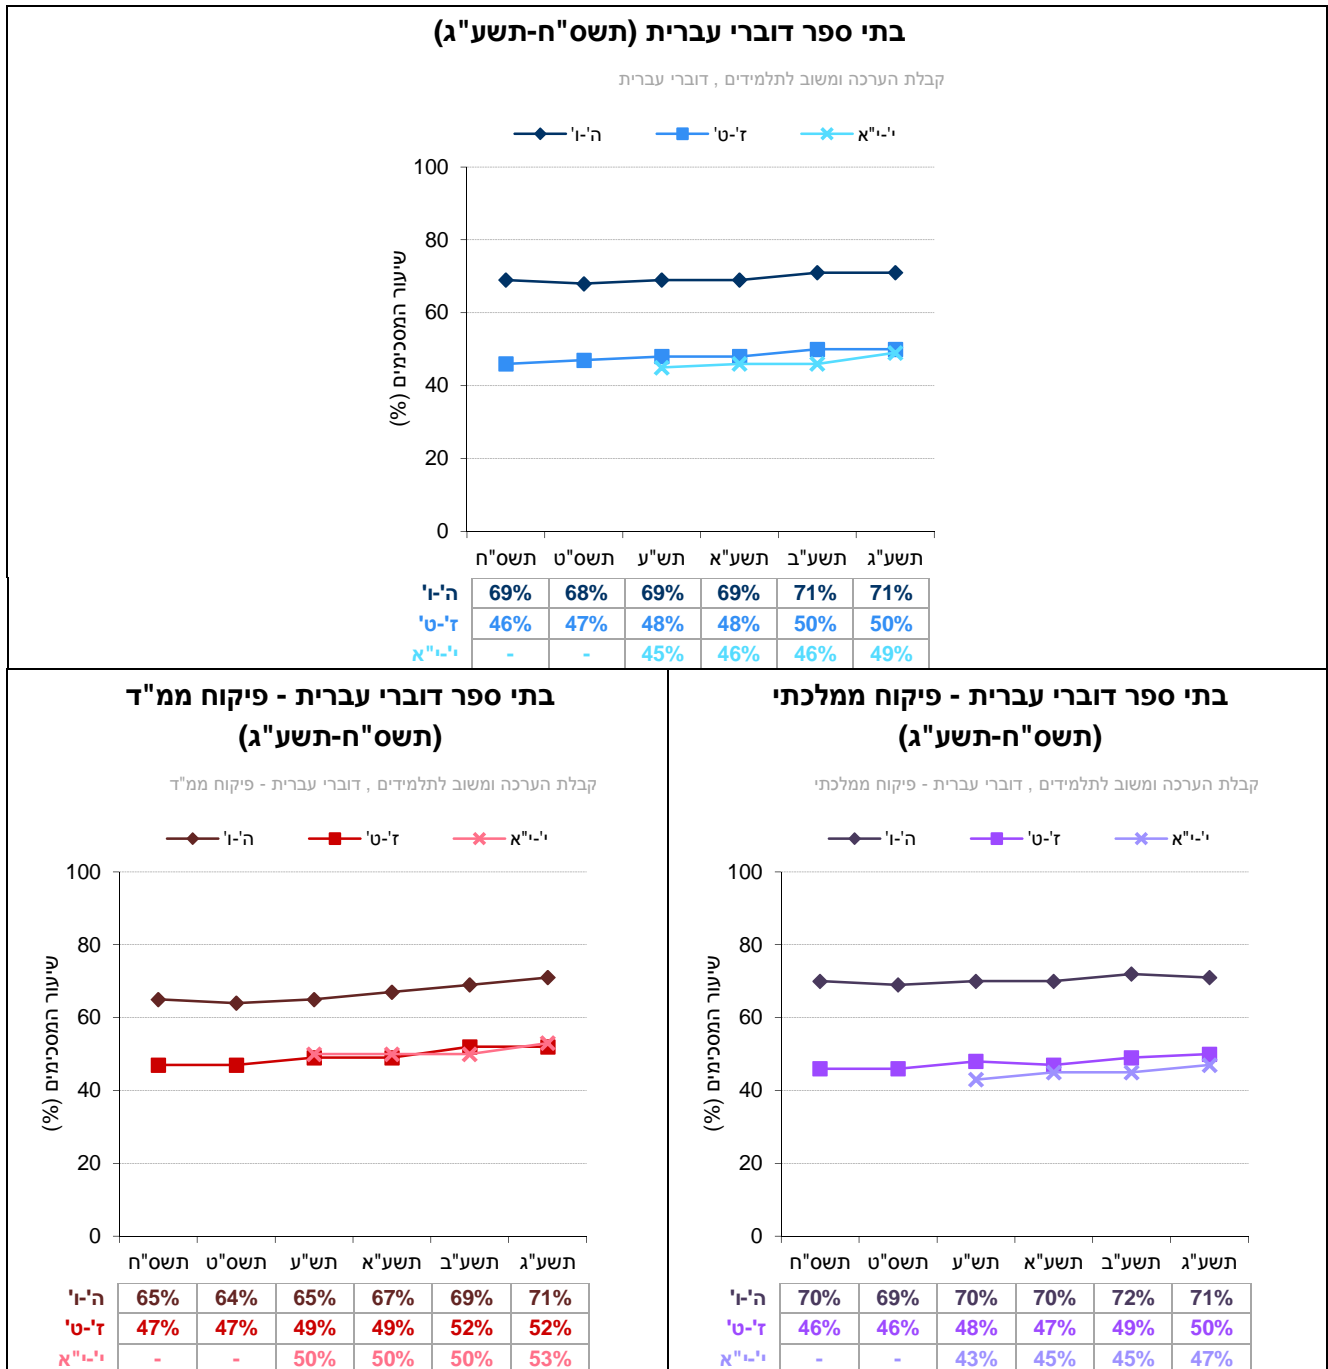 בתי ספר דוברי עברית (תשס"ח-תשע"ג)
קבלת הערכה ומשוב לתלמידים , דוברי עברית
ה'-ו' ז'-ט' י'-י"א
שיעור המסכימים (%)
100
80
60
40
20
0
תשס"ח תשס"ט תש"ע תשע"א תשע"ב תשע"ג
ה'-ו' 69% 68% 69% 69% 71% 71%
ז'-ט' 46% 47% 48% 48% 50% 50%
י'-י"א - - 45% 46% 46% 49%
בתי ספר דוברי עברית - פיקוח ממלכתי
(תשס"ח-תשע"ג)
קבלת הערכה ומשוב לתלמידים , דוברי עברית - פיקוח ממלכתי
ה'-ו' ז'-ט' י'-י"א
שיעור המסכימים (%)
100
80
60
40
20
0
תשס"ח תשס"ט תש"ע תשע"א תשע"ב תשע"ג
ה'-ו' 70% 69% 70% 70% 72% 71%
ז'-ט' 46% 46% 48% 47% 49% 50%
י'-י"א - - 43% 45% 45% 47%
בתי ספר דוברי עברית - פיקוח ממ"ד
(תשס"ח-תשע"ג)
קבלת הערכה ומשוב לתלמידים , דוברי עברית - פיקוח ממ"ד
ה'-ו' ז'-ט' י'-י"א
שיעור המסכימים (%)
100
80
60
40
20
0
תשס"ח תשס"ט תש"ע תשע"א תשע"ב תשע"ג
ה'-ו' 65% 64% 65% 67% 69% 71%
ז'-ט' 47% 47% 49% 49% 52% 52%
י'-י"א - - 50% 50% 50% 53%